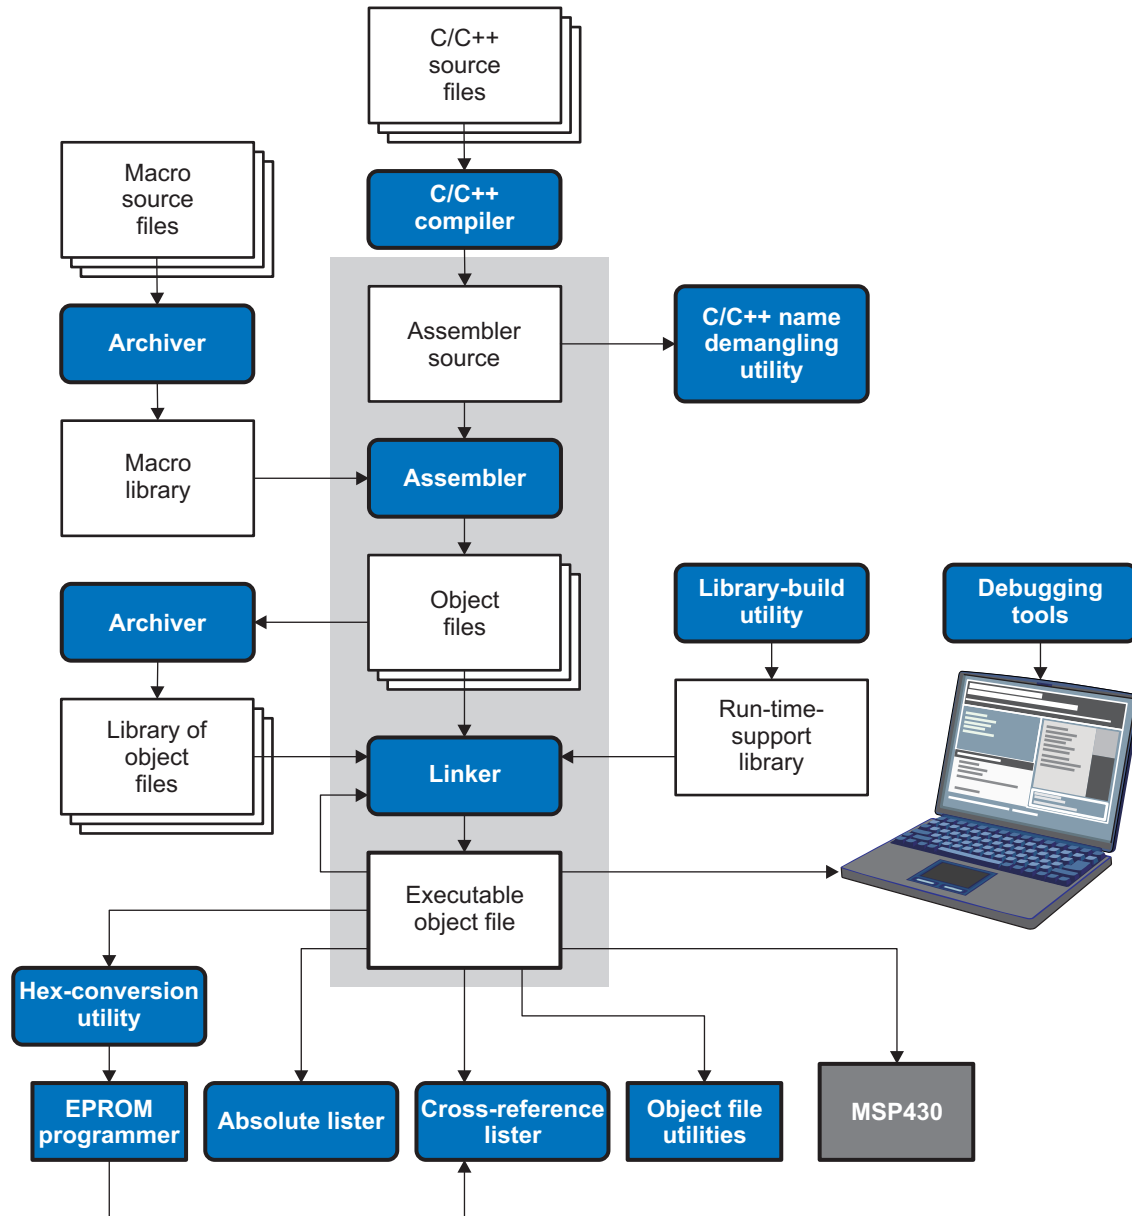 C/C++
source
files
Macro
source
files
C/C++
compiler
Archiver
Assembler
source
C/C++ name
demangling
utility
Macro
library
Assembler
Archiver
Object
files
Library-build
utility
Debugging
tools
Library of
object
files
Linker
Run-time-
support
library
Executable
object file
Hex-conversion
utility
EPROM
programmer
Absolute lister
Cross-reference
lister
Object file
utilities
MSP430